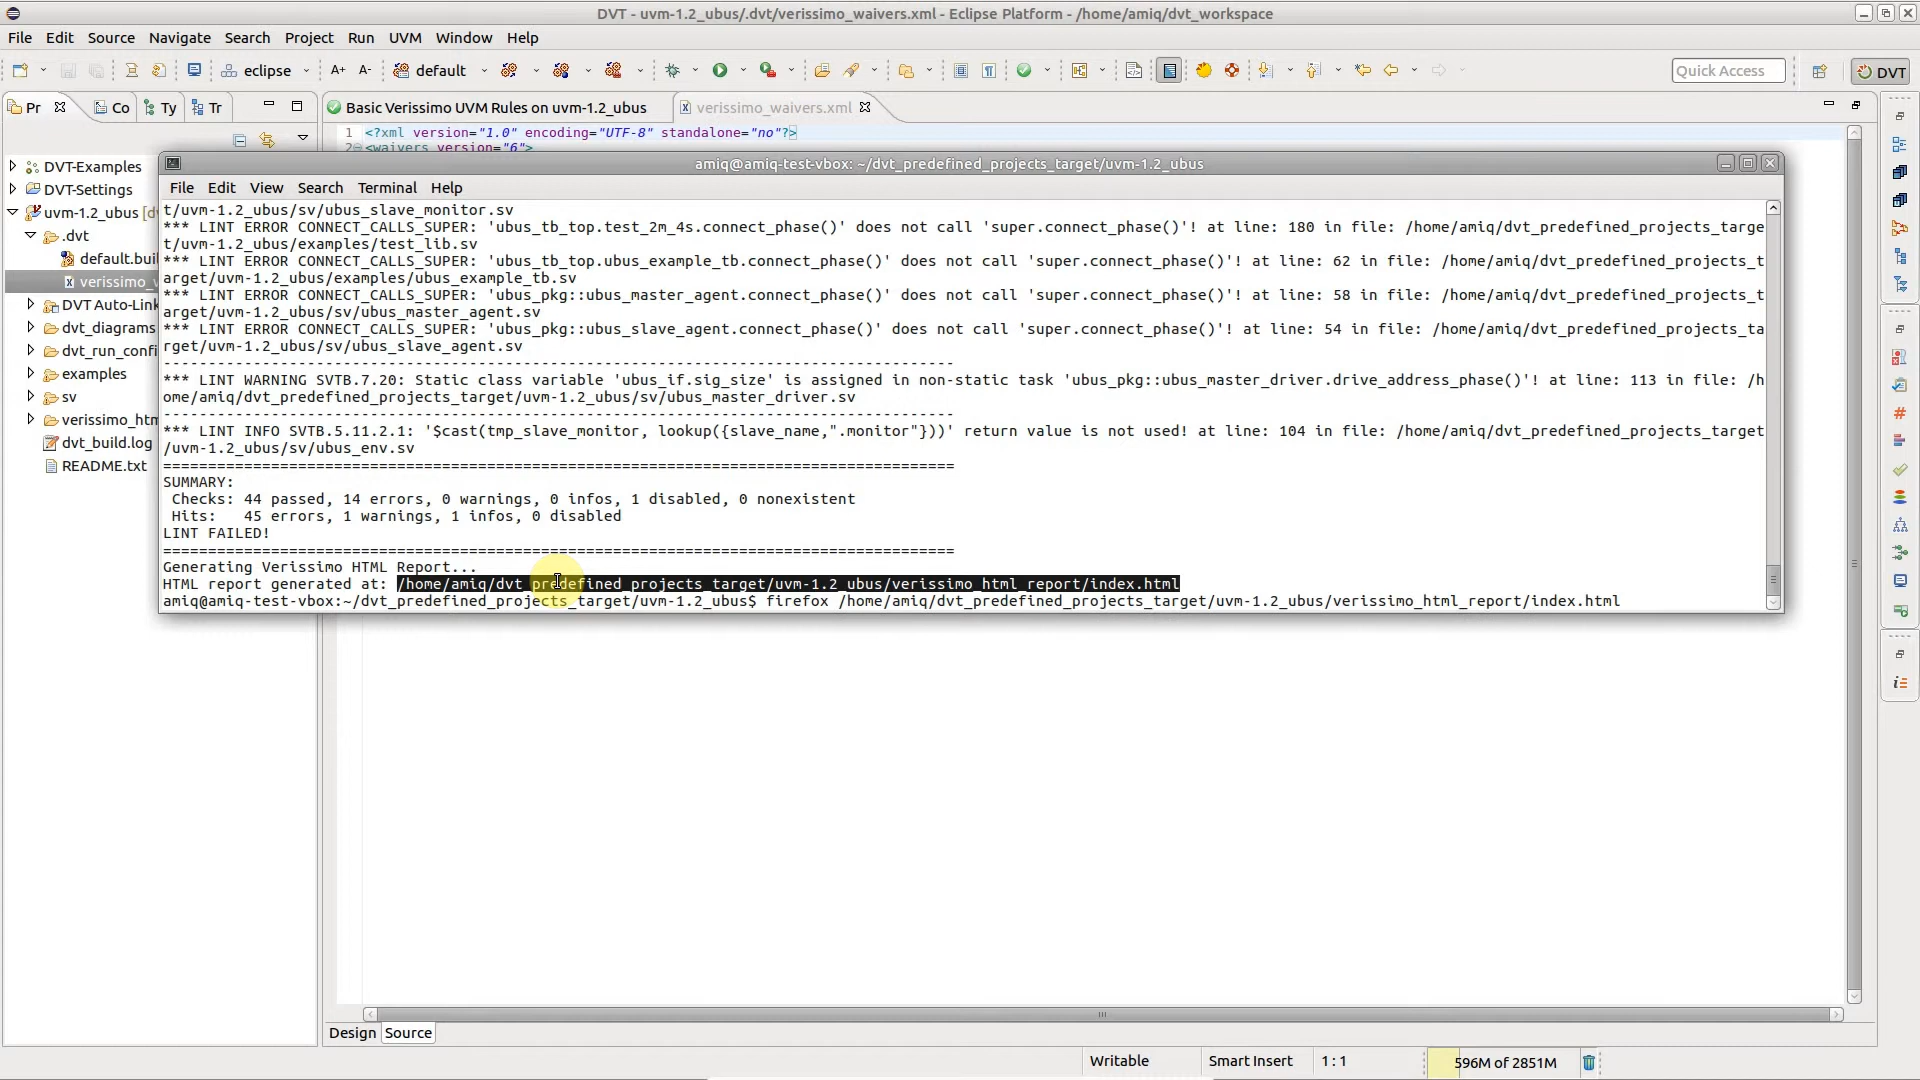 DVT - uvm-1.2_ubus/.dvt/verissimo_waivers.xml - Eclipse Platform - /home/amiq/dvt_workspace
File Edit Source Navigate Search Project Run UVM Window Help
eclipse A+ A- default Quick Access DVT
Pr Co Ty Tr Basic Verissimo UVM Rules on uvm-1.2_ubus verissimo_waivers.xml
1 <?xml version="1.0" encoding="UTF-8" standalone="no"?>
2 <waivers version="6">
DVT-Examples
DVT-Settings
uvm-1.2_ubus [d
.dvt
default.buil
verissimo_w
DVT Auto-Link
dvt_diagrams
dvt_run_confi
examples
sv
verissimo_htm
dvt_build.log
README.txt
amiq@amiq-test-vbox: ~/dvt_predefined_projects_target/uvm-1.2_ubus
File Edit View Search Terminal Help
t/uvm-1.2_ubus/sv/ubus_slave_monitor.sv
*** LINT ERROR CONNECT_CALLS_SUPER: 'ubus_tb_top.test_2m_4s.connect_phase()' does not call 'super.connect_phase()'! at line: 180 in file: /home/amiq/dvt_predefined_projects_targe
t/uvm-1.2_ubus/examples/test_lib.sv
*** LINT ERROR CONNECT_CALLS_SUPER: 'ubus_tb_top.ubus_example_tb.connect_phase()' does not call 'super.connect_phase()'! at line: 62 in file: /home/amiq/dvt_predefined_projects_t
arget/uvm-1.2_ubus/examples/ubus_example_tb.sv
*** LINT ERROR CONNECT_CALLS_SUPER: 'ubus_pkg::ubus_master_agent.connect_phase()' does not call 'super.connect_phase()'! at line: 58 in file: /home/amiq/dvt_predefined_projects_t
arget/uvm-1.2_ubus/sv/ubus_master_agent.sv
*** LINT ERROR CONNECT_CALLS_SUPER: 'ubus_pkg::ubus_slave_agent.connect_phase()' does not call 'super.connect_phase()'! at line: 54 in file: /home/amiq/dvt_predefined_projects_ta
rget/uvm-1.2_ubus/sv/ubus_slave_agent.sv
----------------------------------------------------------------------------------------
*** LINT WARNING SVTB.7.20: Static class variable 'ubus_if.sig_size' is assigned in non-static task 'ubus_pkg::ubus_master_driver.drive_address_phase()'! at line: 113 in file: /h
ome/amiq/dvt_predefined_projects_target/uvm-1.2_ubus/sv/ubus_master_driver.sv
----------------------------------------------------------------------------------------
*** LINT INFO SVTB.5.11.2.1: '$cast(tmp_slave_monitor, lookup({slave_name,".monitor"}))' return value is not used! at line: 104 in file: /home/amiq/dvt_predefined_projects_target
/uvm-1.2_ubus/sv/ubus_env.sv
========================================================================================
SUMMARY:
Checks: 44 passed, 14 errors, 0 warnings, 0 infos, 1 disabled, 0 nonexistent
Hits: 45 errors, 1 warnings, 1 infos, 0 disabled
LINT FAILED!
========================================================================================
Generating Verissimo HTML Report...
HTML report generated at: /home/amiq/dvt_predefined_projects_target/uvm-1.2_ubus/verissimo_html_report/index.html
amiq@amiq-test-vbox:~/dvt_predefined_projects_target/uvm-1.2_ubus$ firefox /home/amiq/dvt_predefined_projects_target/uvm-1.2_ubus/verissimo_html_report/index.html
Design Source
Writable Smart Insert 1 : 1 596M of 2851M